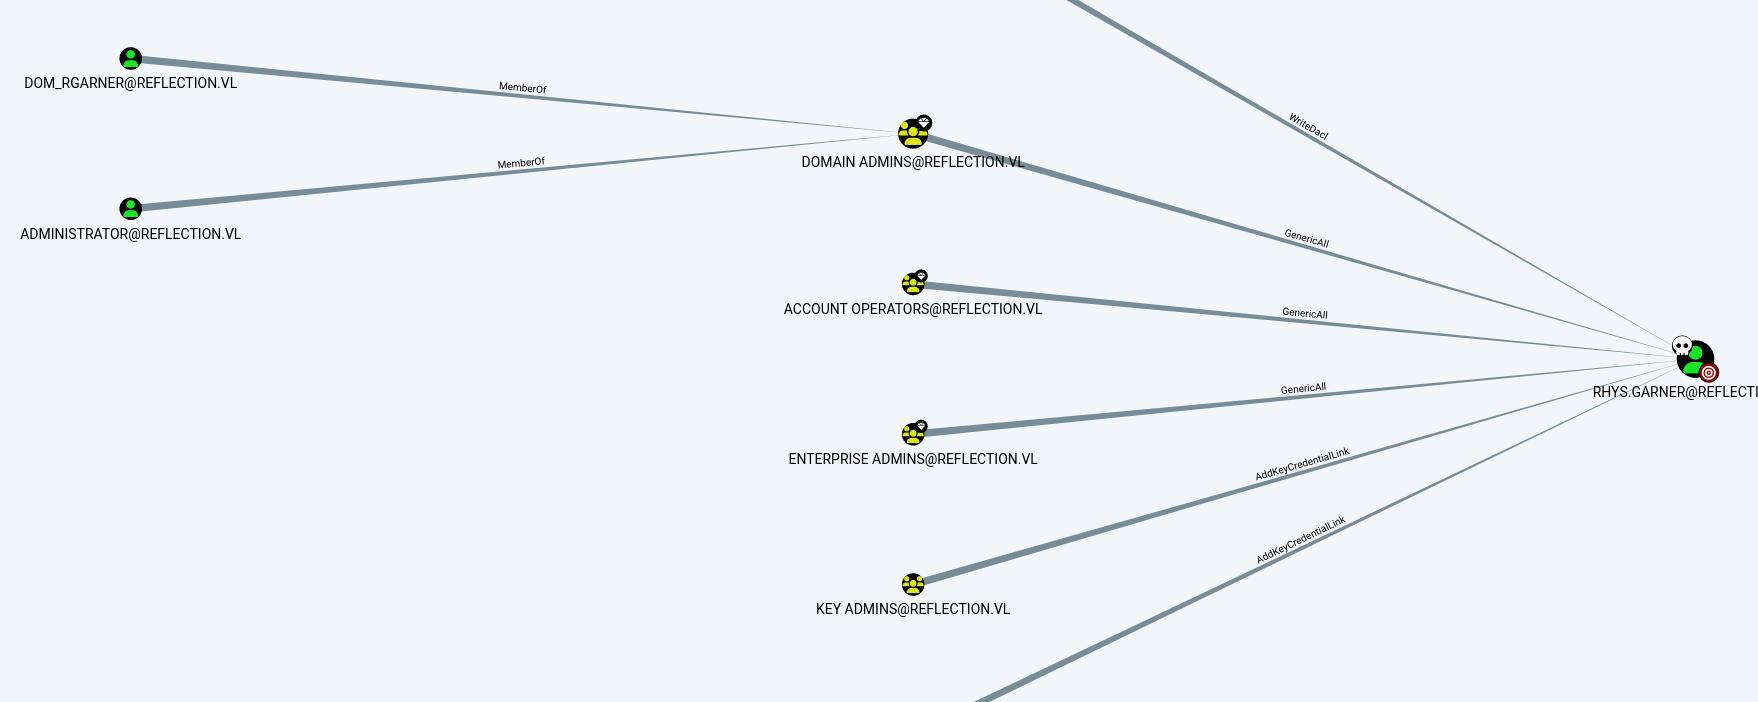 DOM_RGARNER@REFLECTION.VL
MemberOf
WriteDacl
DOMAIN ADMINS@REFLECTION.VL
MemberOf
ADMINISTRATOR@REFLECTION.VL
GenericAll
ACCOUNT OPERATORS@REFLECTION.VL
GenericAll
GenericAll
RHYS.GARNER@REFLECTI
ENTERPRISE ADMINS@REFLECTION.VL
AddKeyCredentialLink
AddKeyCredentialLink
KEY ADMINS@REFLECTION.VL